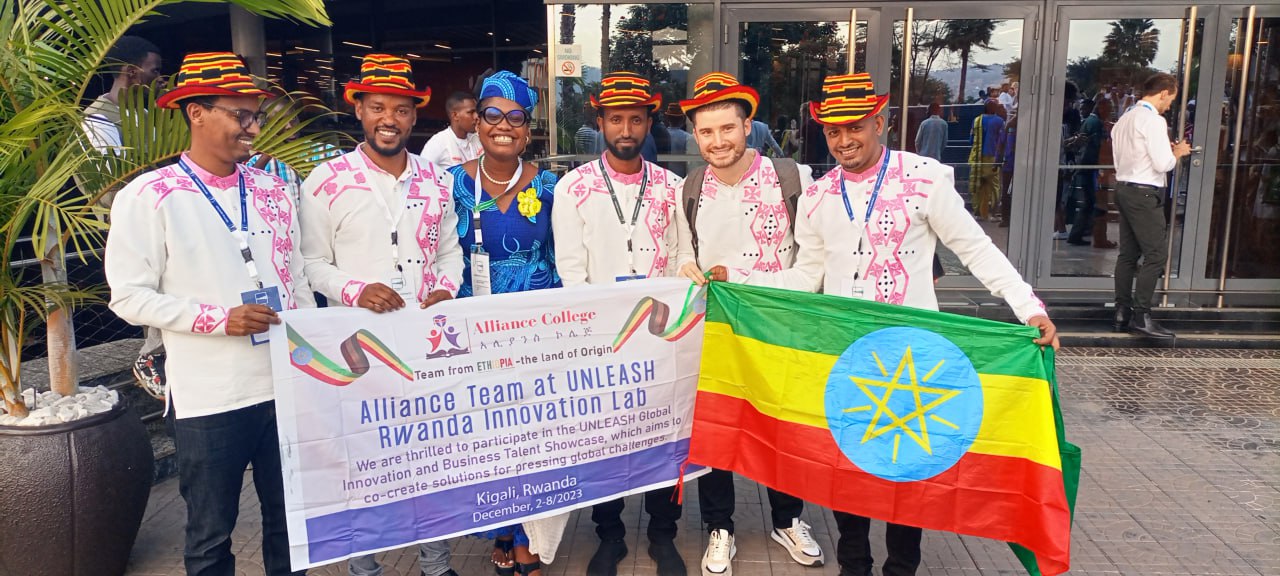 NO SMOKING
Alliance College
አሊያንስ ኮሌጅ
Team from ETHIOPIA -the land of Origin
Alliance Team at UNLEASH
Rwanda Innovation Lab
We are thrilled to participate in the UNLEASH Global
Innovation and Business Talent Showcase, which aims to
co-create solutions for pressing global challenges.
Kigali, Rwanda
December, 2-8/2023